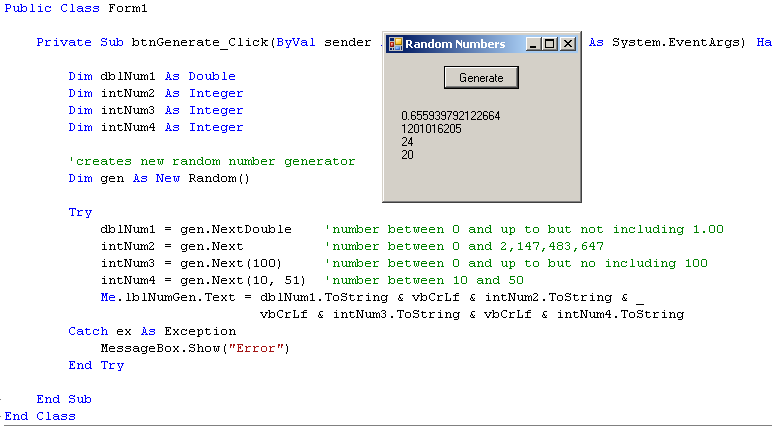 Public Class Form1
Private Sub btnGenerate_Click(ByVal sender As System.EventArgs) Ha
Dim dblNum1 As Double
Dim intNum2 As Integer
Dim intNum3 As Integer
Dim intNum4 As Integer
'creates new random number generator
Dim gen As New Random()
Try
dblNum1 = gen.NextDouble 'number between 0 and up to but not including 1.00
intNum2 = gen.Next 'number between 0 and 2,147,483,647
intNum3 = gen.Next(100) 'number between 0 and up to but no including 100
intNum4 = gen.Next(10, 51) 'number between 10 and 50
Me.lblNumGen.Text = dblNum1.ToString & vbCrLf & intNum2.ToString & _
vbCrLf & intNum3.ToString & vbCrLf & intNum4.ToString
Catch ex As Exception
MessageBox.Show("Error")
End Try
End Sub
End Class
Random Numbers
Generate
0.655939792122664
1201016205
24
20